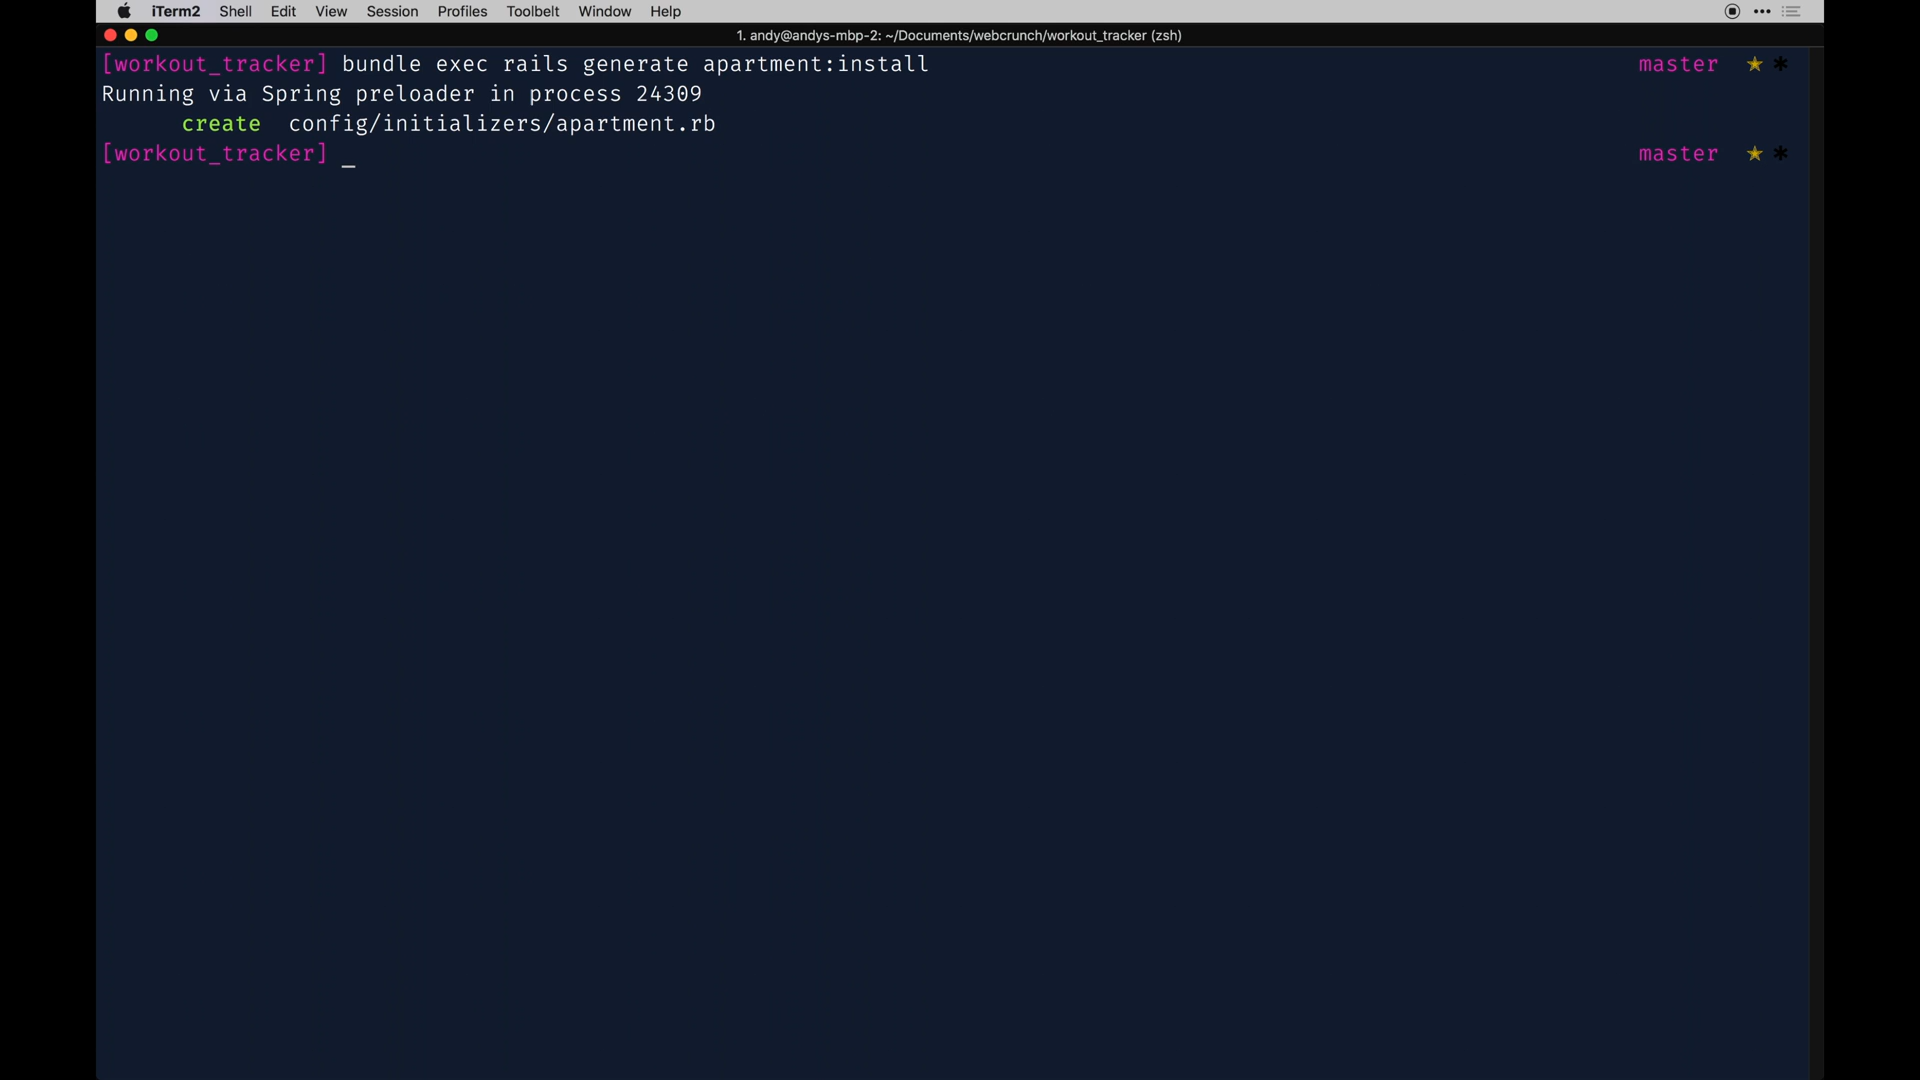 iTerm2 Shell Edit View Session Profiles Toolbelt Window Help
1. andy@andys-mbp-2: ~/Documents/webcrunch/workout_tracker (zsh)
[workout_tracker] bundle exec rails generate apartment:install master ★ *
Running via Spring preloader in process 24309
create config/initializers/apartment.rb
[workout_tracker] _ master ★ *